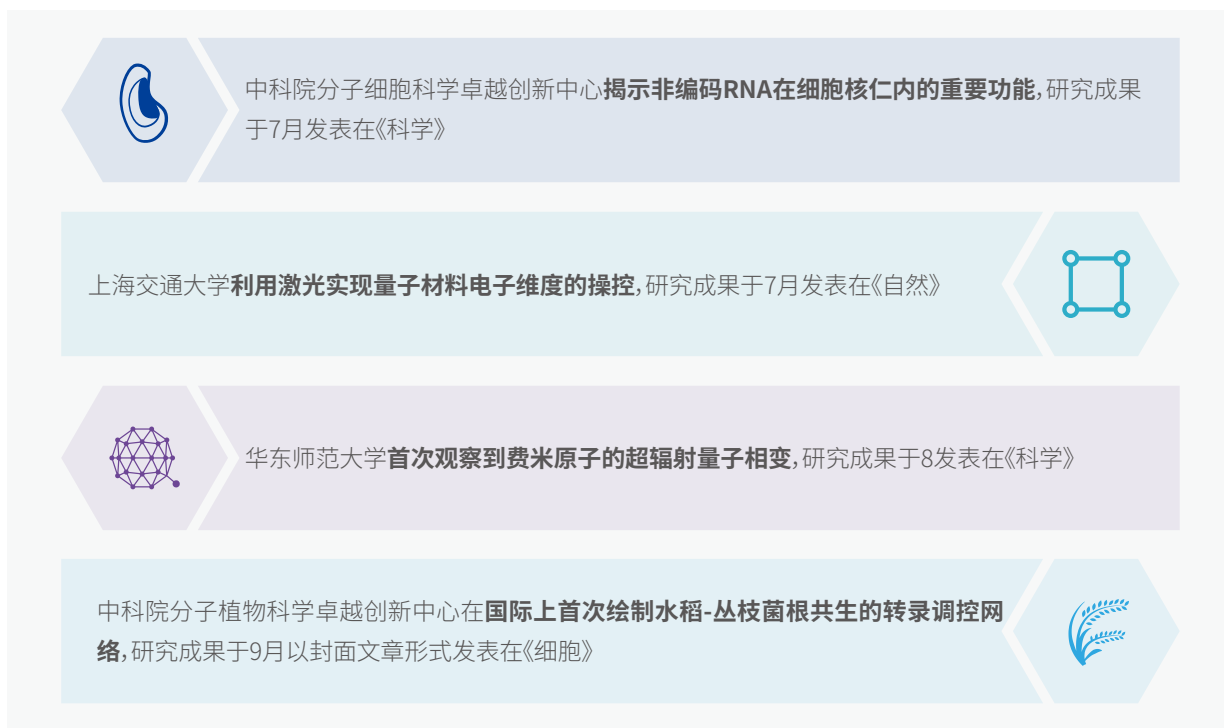 中科院分子细胞科学卓越创新中心揭示非编码RNA在细胞核仁内的重要功能,研究成果
于7月发表在《科学》
上海交通大学利用激光实现量子材料电子维度的操控,研究成果于7月发表在《自然》
华东师范大学首次观察到费米原子的超辐射量子相变,研究成果于8发表在《科学》
中科院分子植物科学卓越创新中心在国际上首次绘制水稻-丛枝菌根共生的转录调控网
络,研究成果于9月以封面文章形式发表在《细胞》